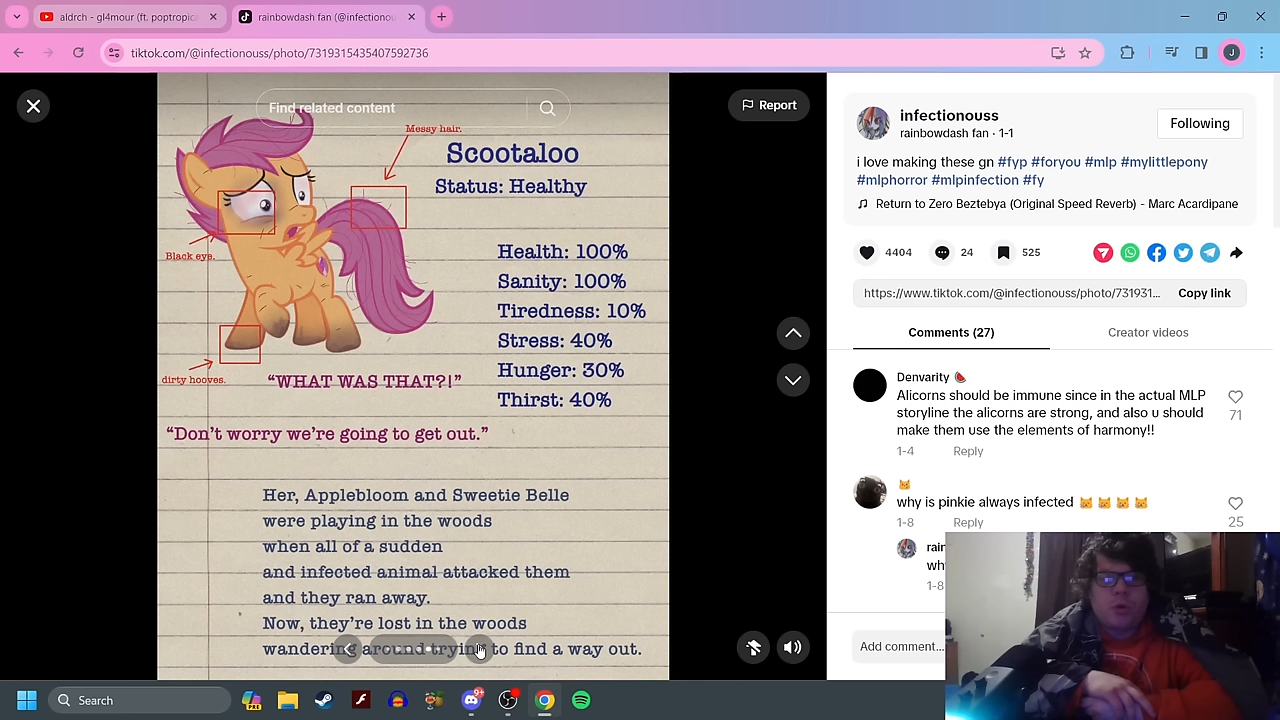 aldrch - gl4mour (ft. poptropica
rainbowdash fan (@infectionou
tiktok.com/@infectionouss/photo/7319315435407592736
J
Find related content
Report
Messy hair.
Scootaloo
Status: Healthy
Health: 100%
Sanity: 100%
Tiredness: 10%
Stress: 40%
Hunger: 30%
Thirst: 40%
Black eye.
dirty hooves.
“WHAT WAS THAT?!”
“Don’t worry we’re going to get out.”
Her, Applebloom and Sweetie Belle
were playing in the woods
when all of a sudden
and infected animal attacked them
and they ran away.
Now, they’re lost in the woods
wandering around trying to find a way out.
infectionouss
rainbowdash fan · 1-1
Following
i love making these gn #fyp #foryou #mlp #mylittlepony
#mlphorror #mlpinfection #fy
Return to Zero Beztebya (Original Speed Reverb) - Marc Acardipane
4404
24
525
https://www.tiktok.com/@infectionouss/photo/731931...
Copy link
Comments (27)
Creator videos
Denvarity 🍉
Alicorns should be immune since in the actual MLP
storyline the alicorns are strong, and also u should
make them use the elements of harmony!!
71
1-4
Reply
🐱
why is pinkie always infected 🐱 🐱 🐱 🐱
1-8
Reply
25
rain
wh
1-8
Add comment...
Search
PRE
9+